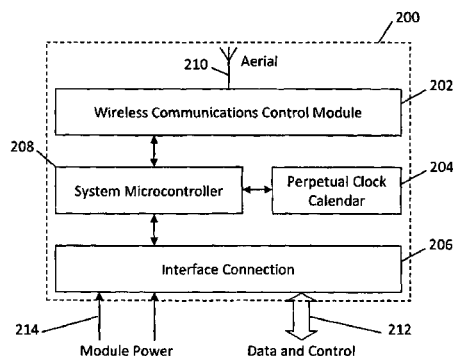 200
210
Aerial
202
Wireless Communications Control Module
208
System Microcontroller
Perpetual Clock
Calendar
204
206
Interface Connection
214
Module Power
212
Data and Control